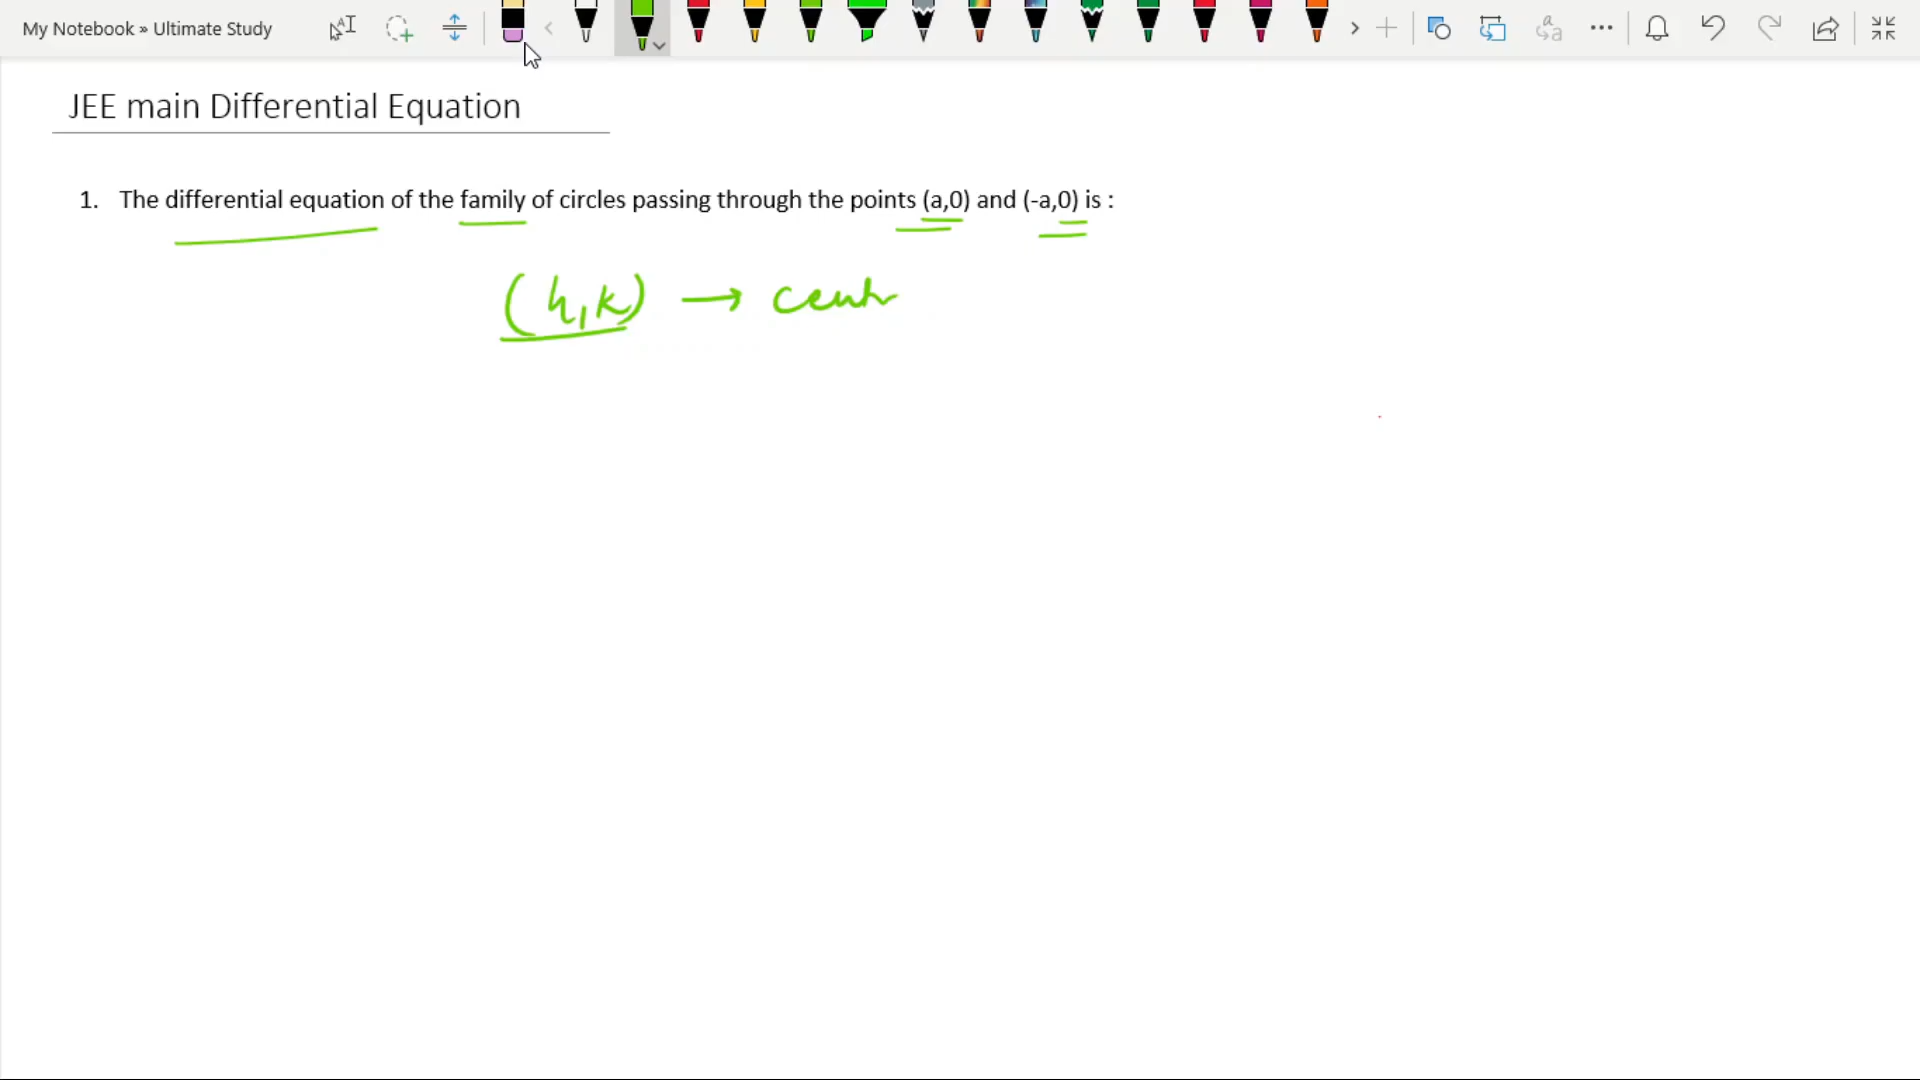 My Notebook » Ultimate Study
JEE main Differential Equation
1. The differential equation of the family of circles passing through the points (a,0) and (-a,0) is :
(h,k) → centr